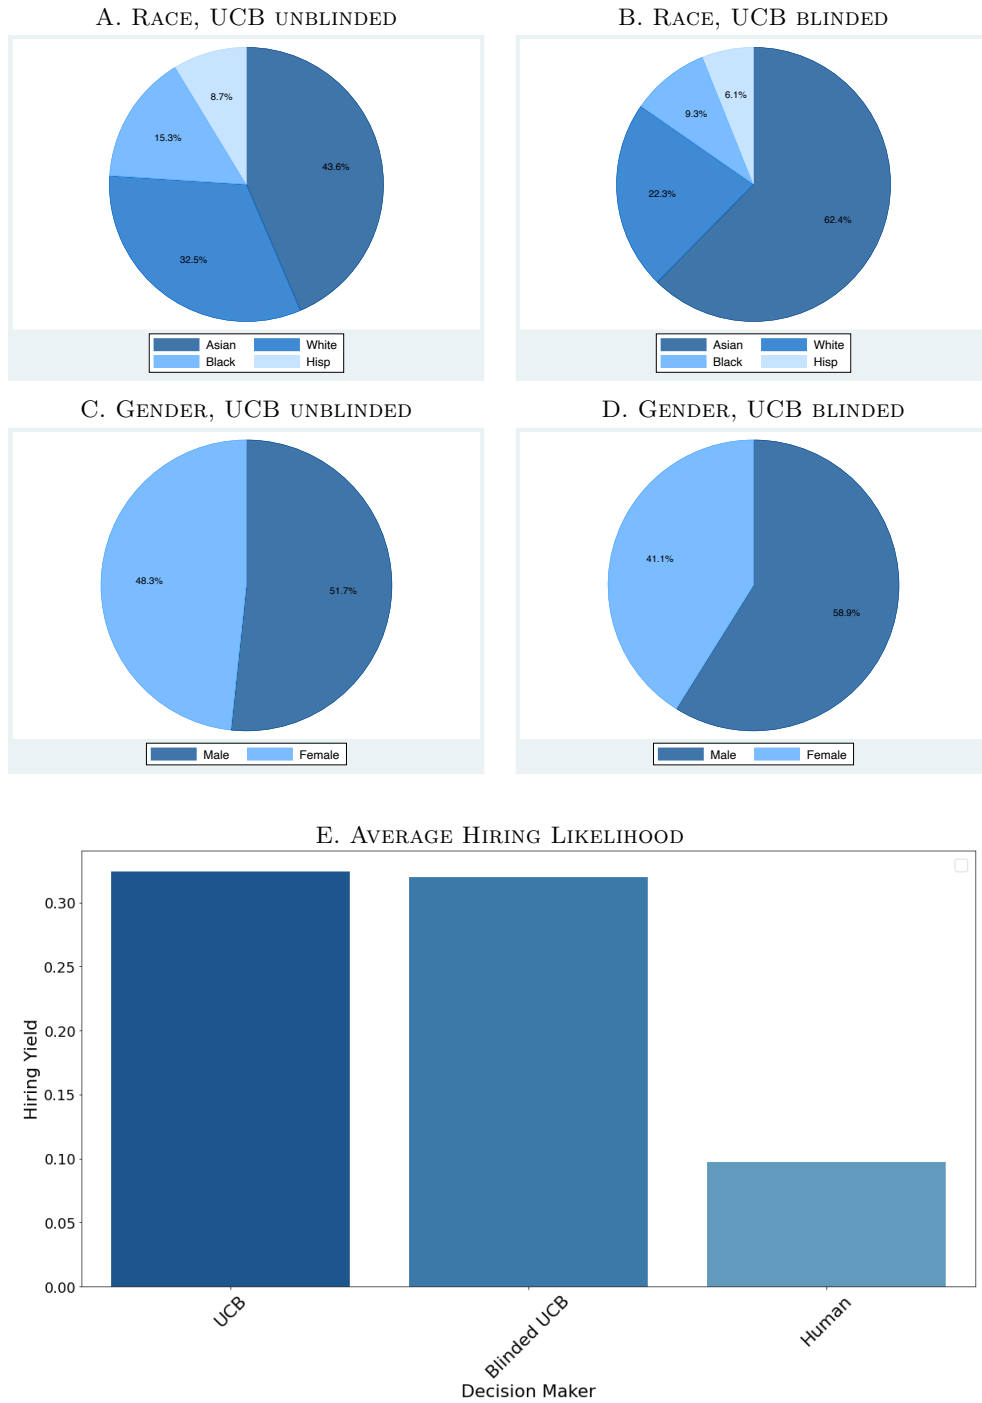 A. Race, UCB unblinded
B. Race, UCB blinded
8.7%
15.3%
43.6%
32.5%
6.1%
9.3%
22.3%
62.4%
Asian White
Black Hisp
Asian White
Black Hisp
C. Gender, UCB unblinded
D. Gender, UCB blinded
48.3%
51.7%
41.1%
58.9%
Male Female
Male Female
E. Average Hiring Likelihood
0.30
0.25
0.20
0.15
0.10
0.05
0.00
Hiring Yield
UCB
Blinded UCB
Human
Decision Maker